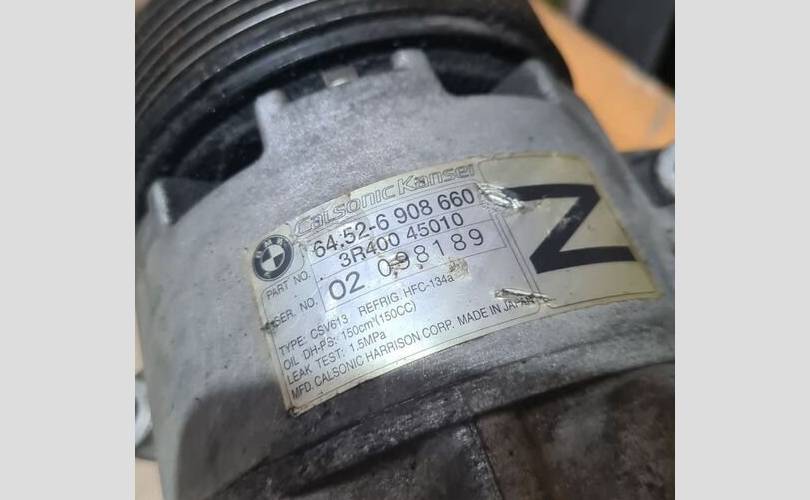 Calsonic Kansei
BMW
64.52-6 908 660
PART NO. 3R400 45010
SER. NO. 02 098189
TYPE: CSV613 REFRIG. HFC-134a
OIL DH-PS: 150cm³(150CC)
LEAK TEST: 1.5MPa
MFD. CALSONIC HARRISON CORP. MADE IN JAPAN
Z